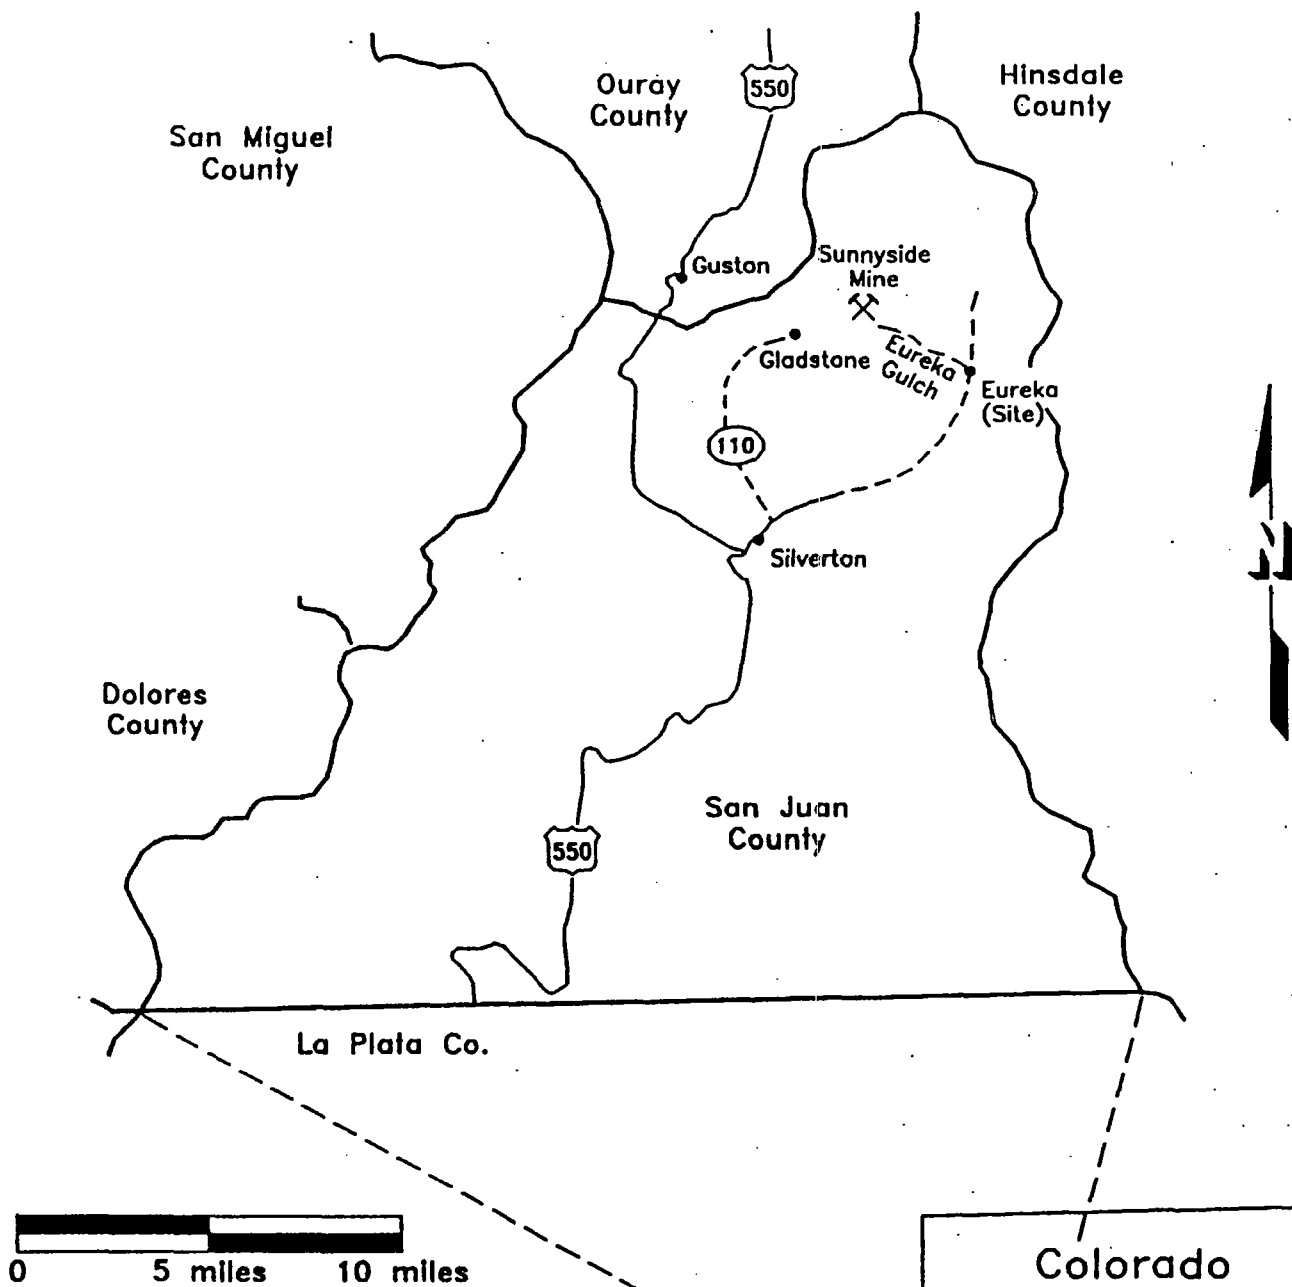 Ouray
County
550
Hinsdale
County
San Miguel
County
Guston
Sunnyside
Mine
Gladstone
Eureka
Gulch
Eureka
(Site)
110
N
Silverton
Dolores
County
San Juan
County
550
La Plata Co.
0 5 miles 10 miles
Colorado